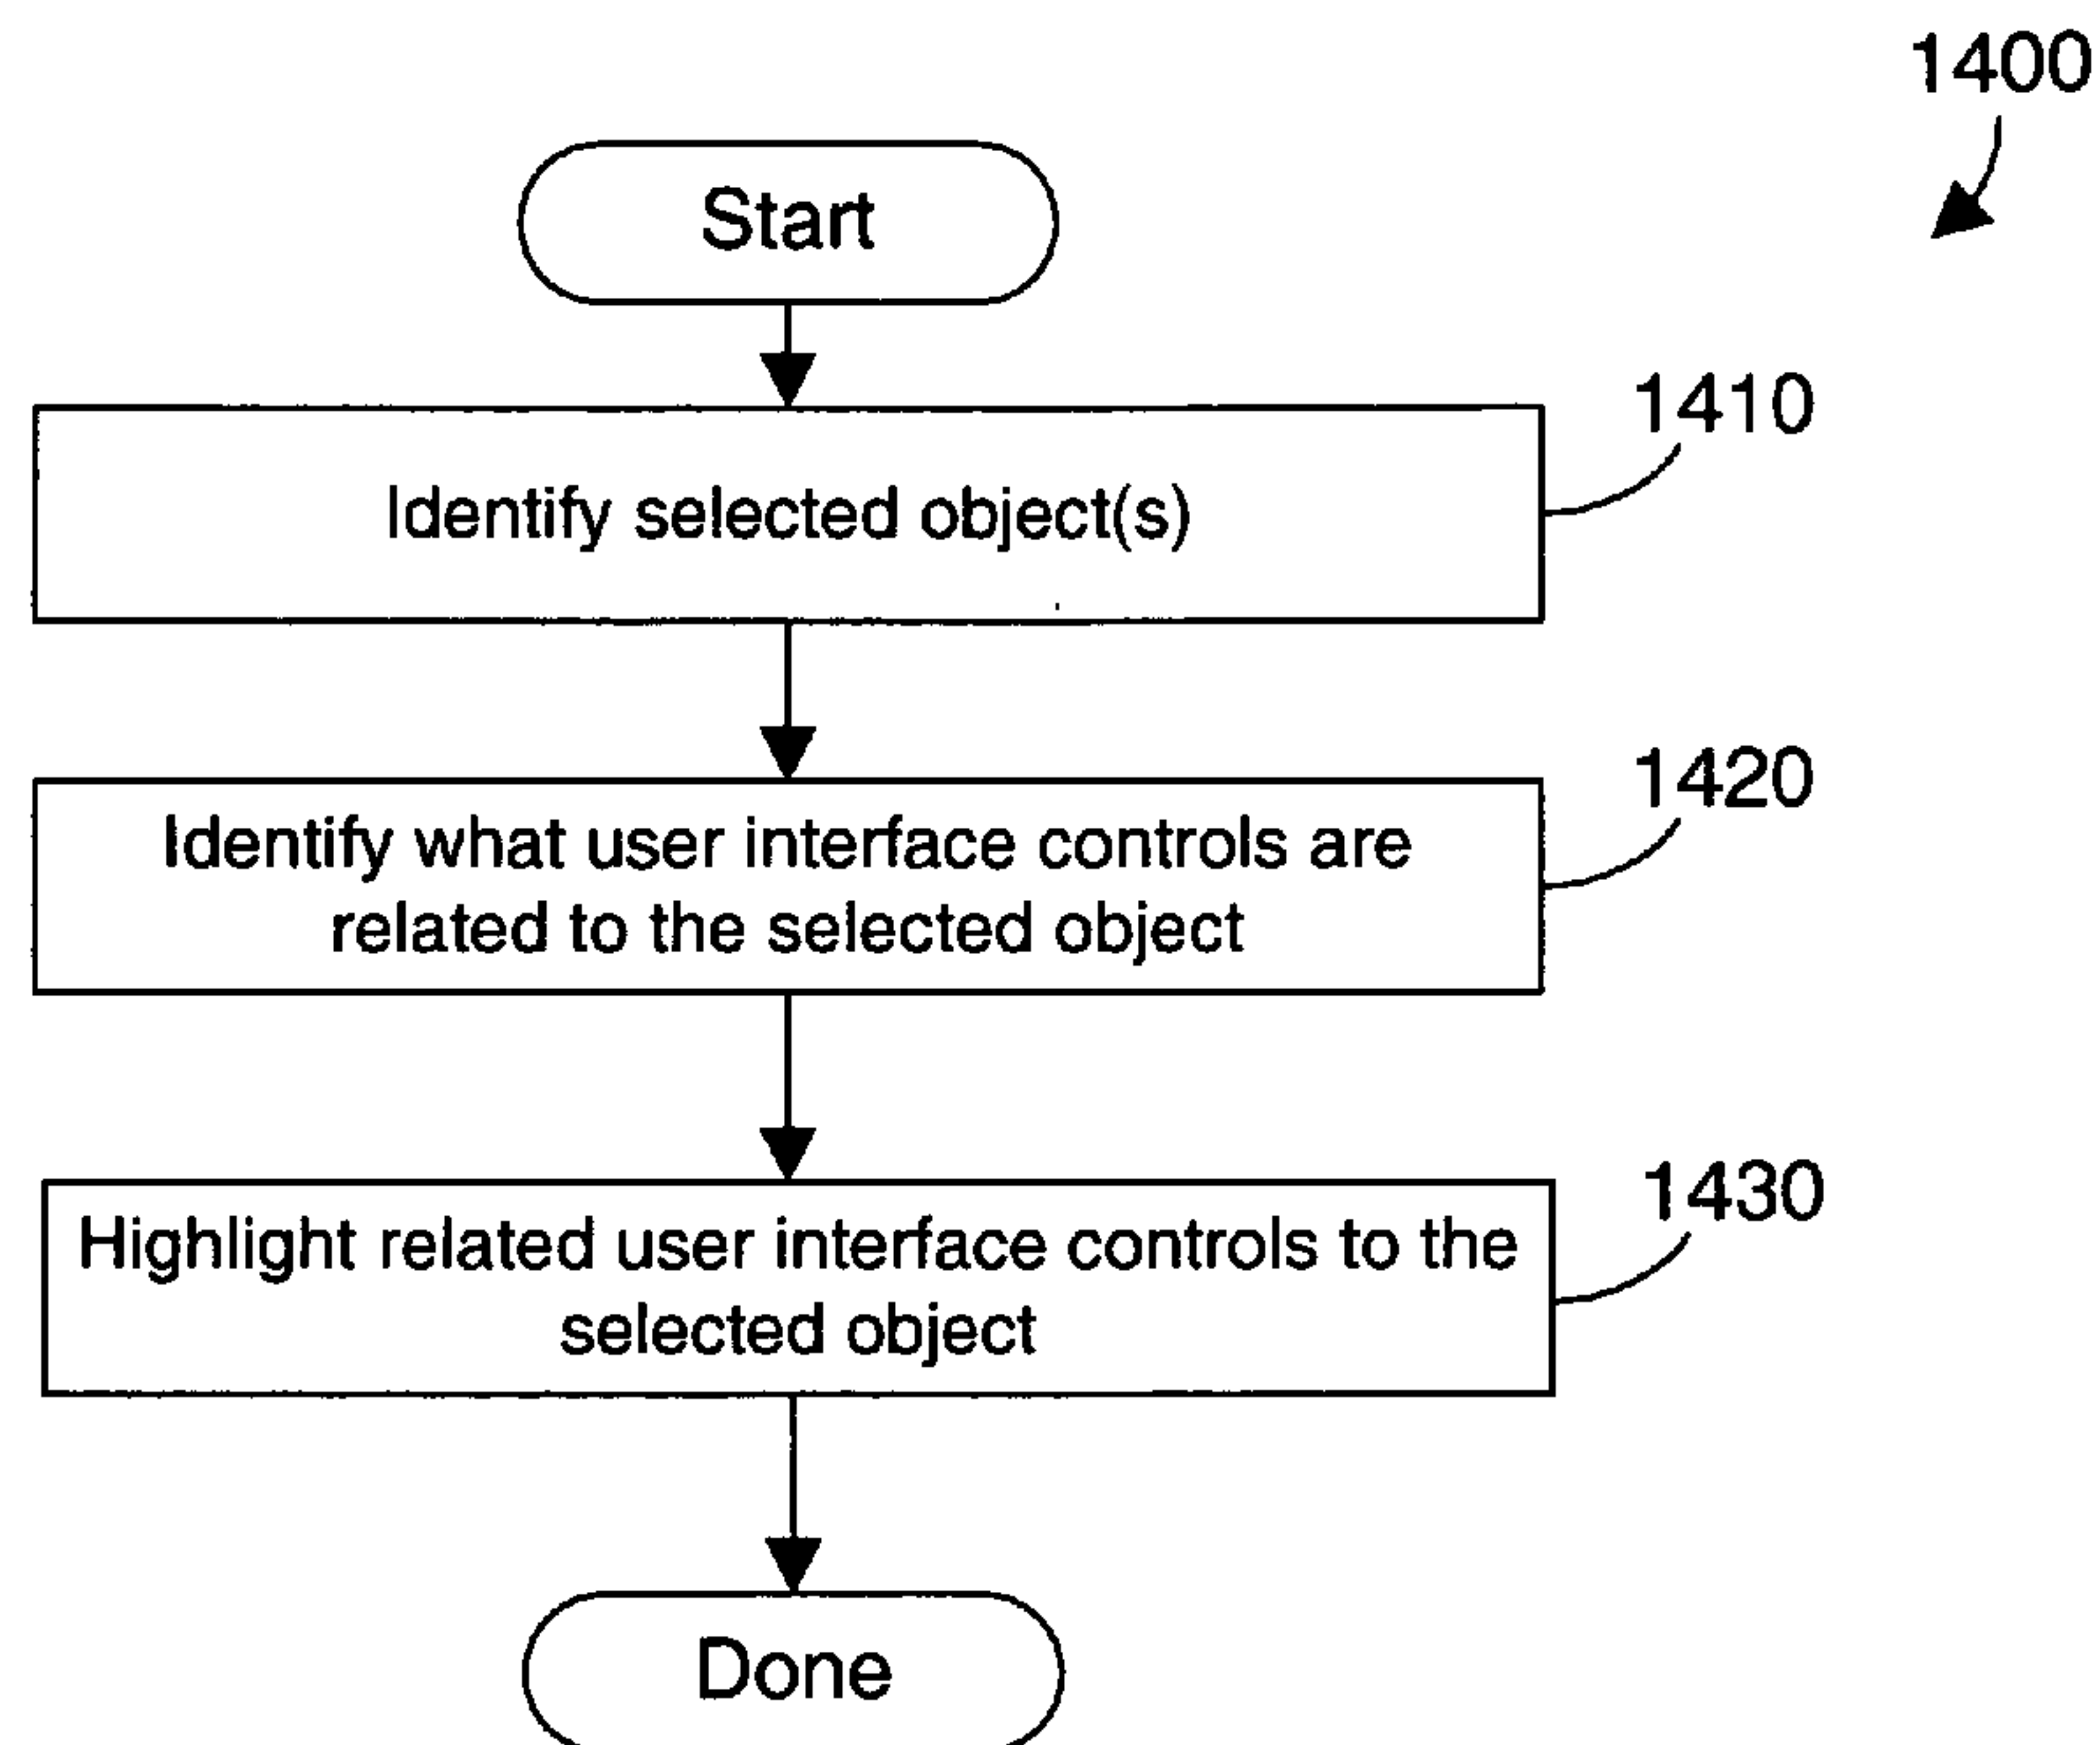 1400
Start
1410
Identify selected object(s)
1420
Identify what user interface controls are
related to the selected object
1430
Highlight related user interface controls to the
selected object
Done